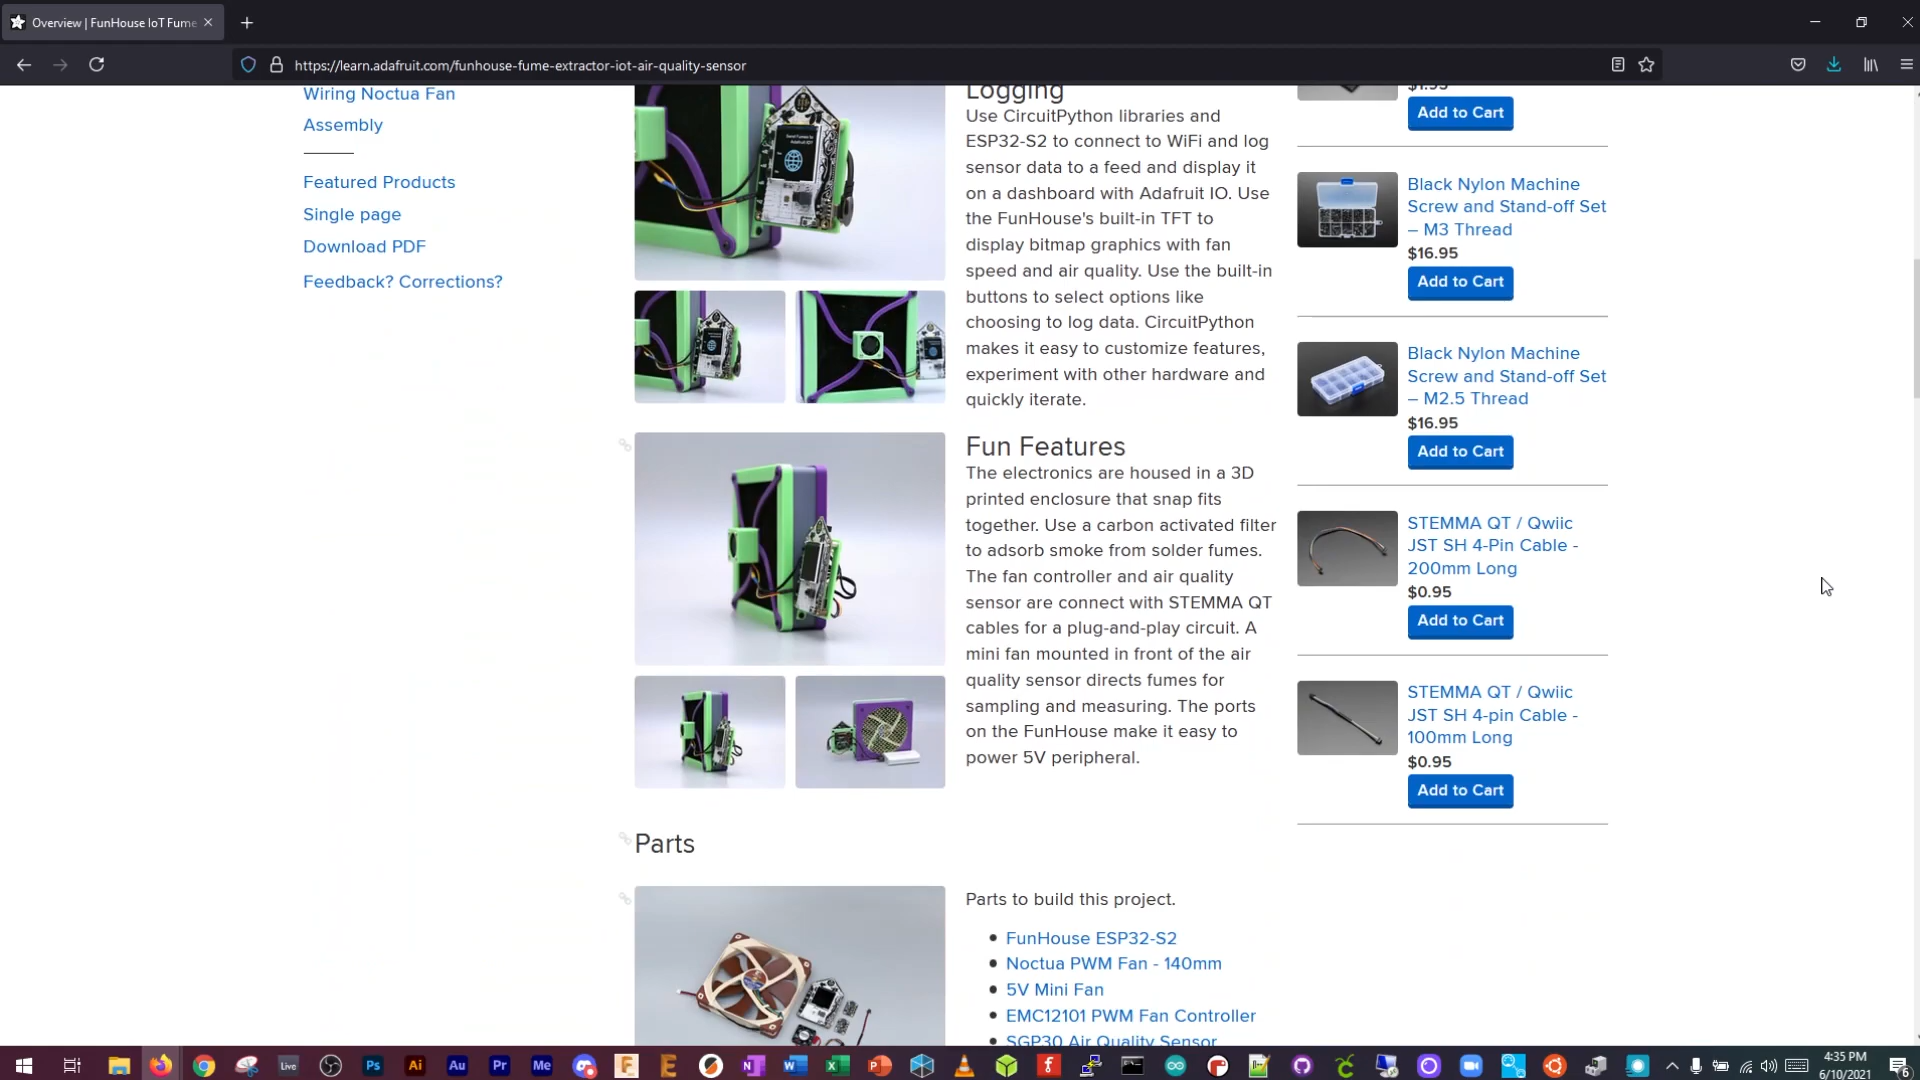 Overview | FunHouse IoT Fume
https://learn.adafruit.com/funhouse-fume-extractor-iot-air-quality-sensor
Wiring Noctua Fan
Assembly
Featured Products
Single page
Download PDF
Feedback? Corrections?
Logging
Use CircuitPython libraries and
ESP32-S2 to connect to WiFi and log
sensor data to a feed and display it
on a dashboard with Adafruit IO. Use
the FunHouse's built-in TFT to
display bitmap graphics with fan
speed and air quality. Use the built-in
buttons to select options like
choosing to log data. CircuitPython
makes it easy to customize features,
experiment with other hardware and
quickly iterate.
Fun Features
The electronics are housed in a 3D
printed enclosure that snap fits
together. Use a carbon activated filter
to adsorb smoke from solder fumes.
The fan controller and air quality
sensor are connect with STEMMA QT
cables for a plug-and-play circuit. A
mini fan mounted in front of the air
quality sensor directs fumes for
sampling and measuring. The ports
on the FunHouse make it easy to
power 5V peripheral.
Parts
Parts to build this project.
FunHouse ESP32-S2
Noctua PWM Fan - 140mm
5V Mini Fan
EMC12101 PWM Fan Controller
SGP30 Air Quality Sensor
$1.95
Add to Cart
Black Nylon Machine
Screw and Stand-off Set
– M3 Thread
$16.95
Add to Cart
Black Nylon Machine
Screw and Stand-off Set
– M2.5 Thread
$16.95
Add to Cart
STEMMA QT / Qwiic
JST SH 4-Pin Cable -
200mm Long
$0.95
Add to Cart
STEMMA QT / Qwiic
JST SH 4-pin Cable -
100mm Long
$0.95
Add to Cart
Live
Ps
Ai
Au
Pr
Me
4:35 PM
6/10/2021
6